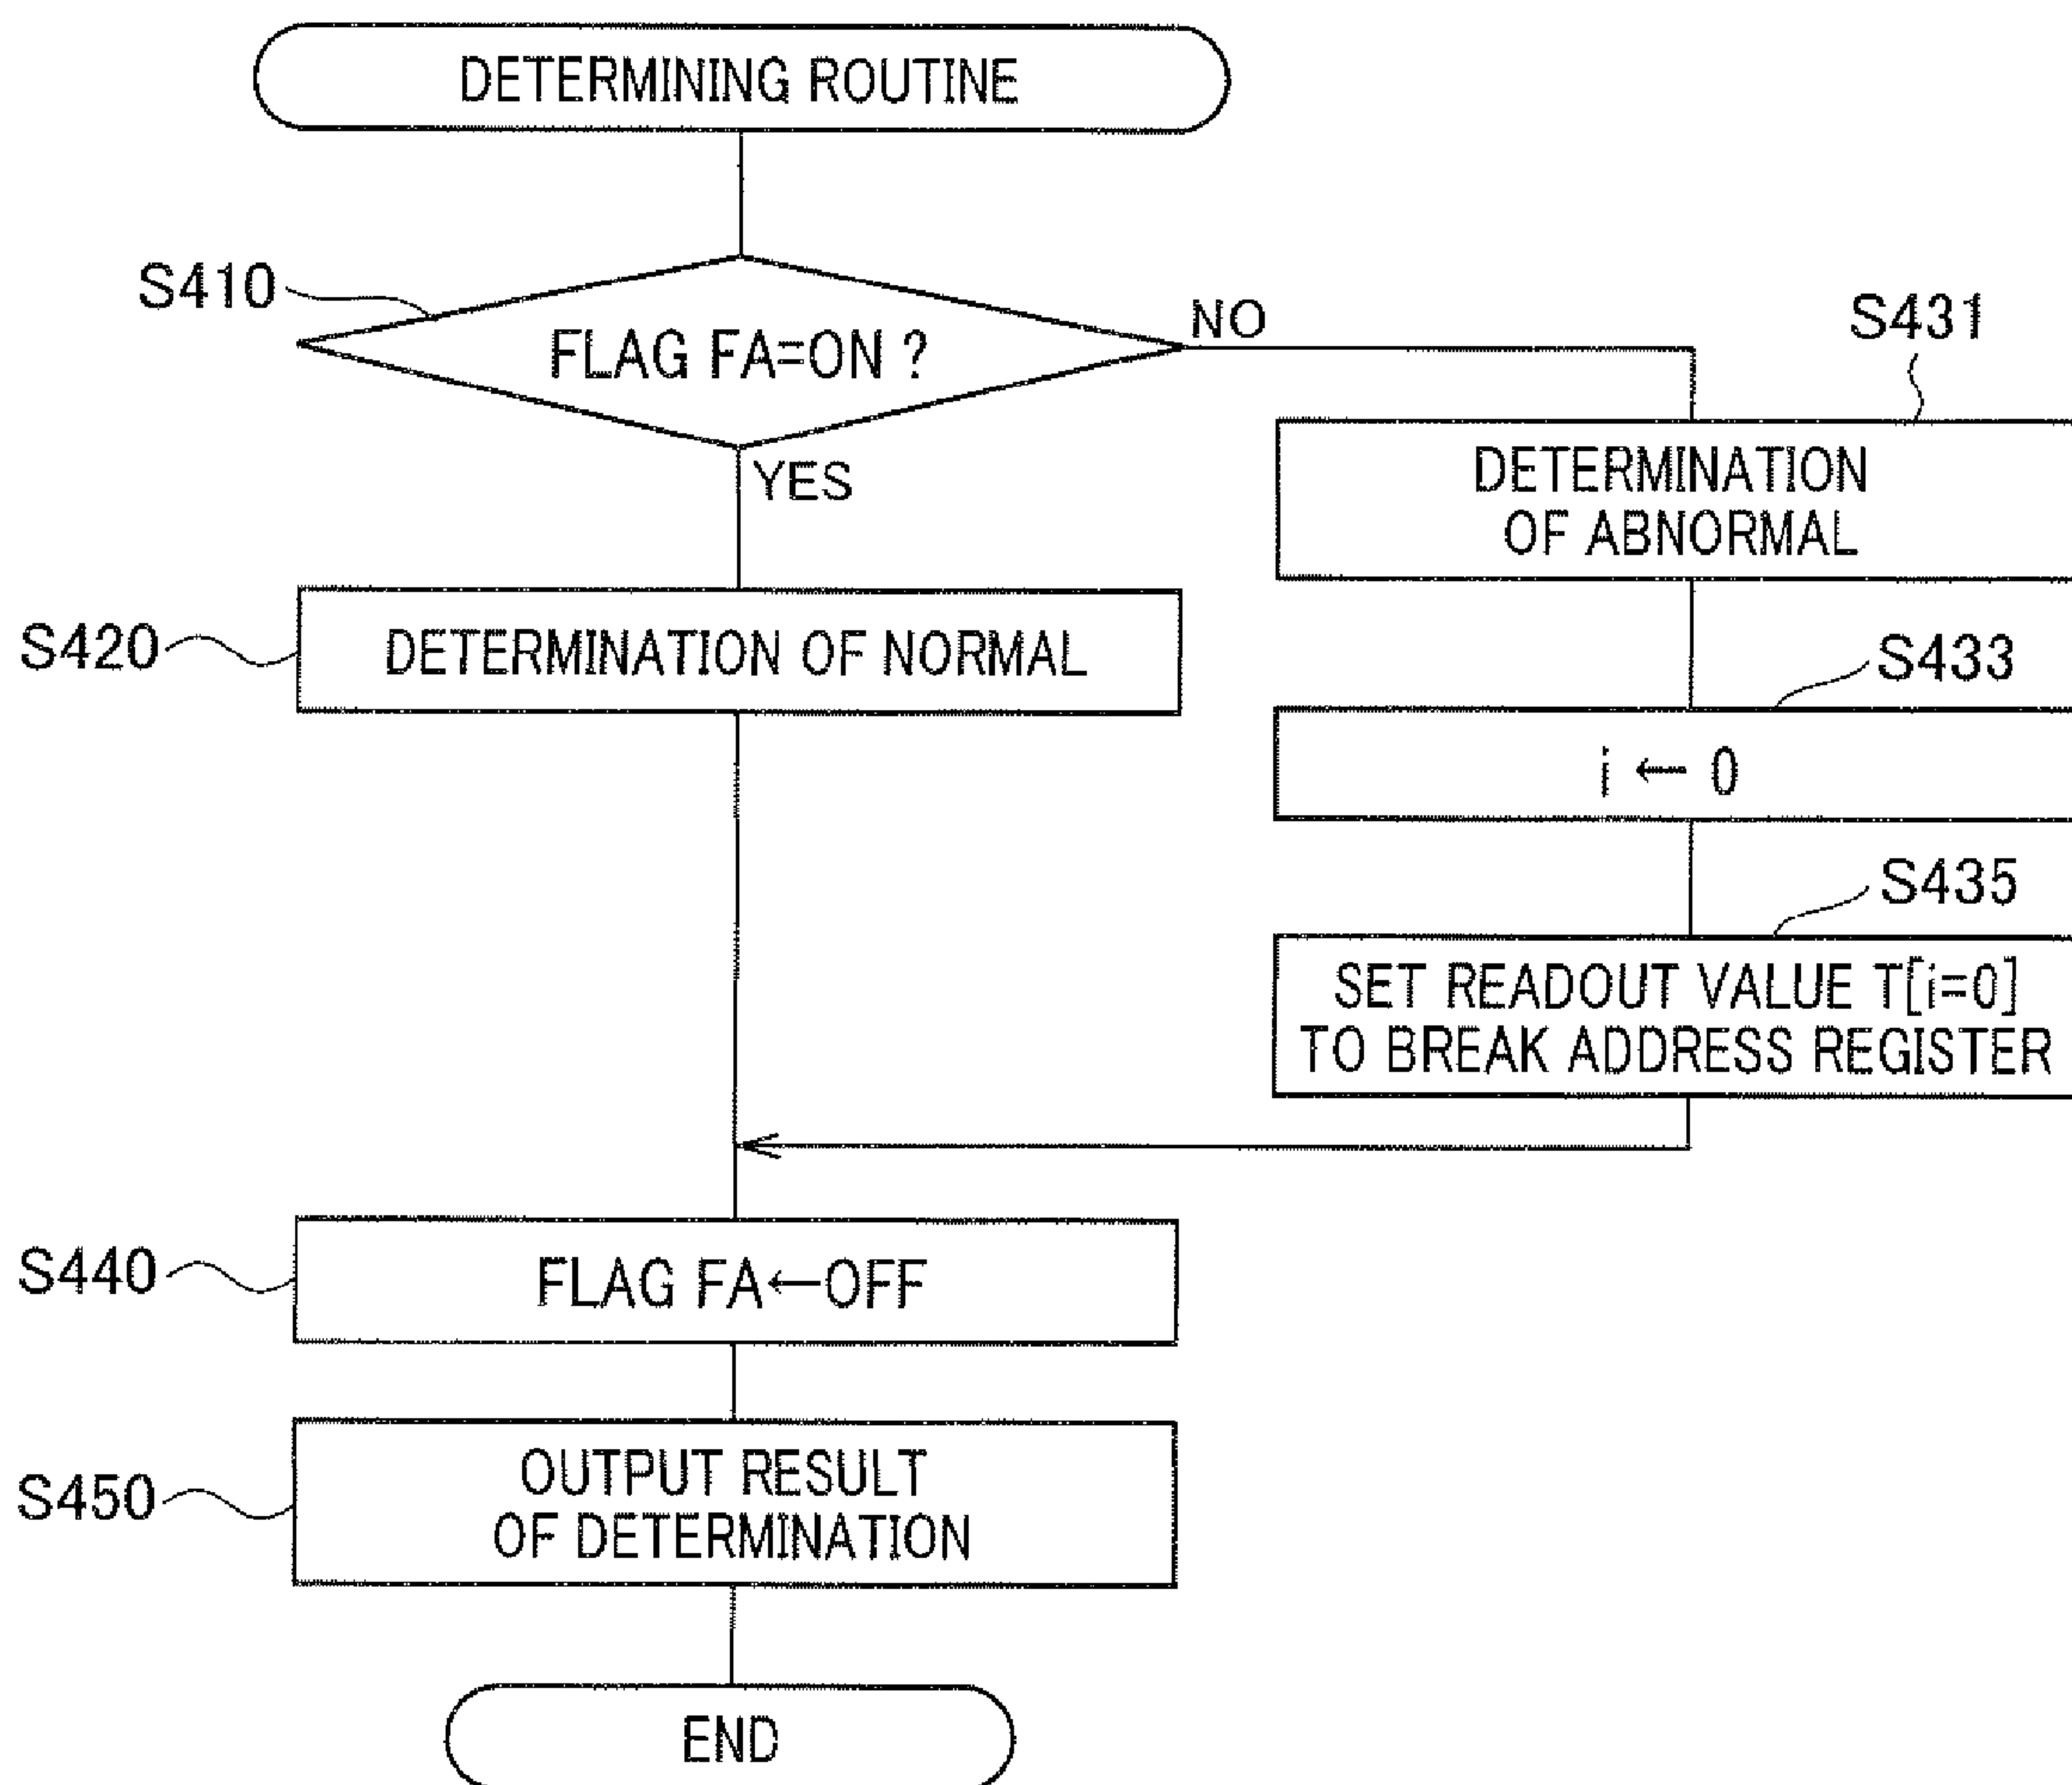 DETERMINING ROUTINE
S410
FLAG FA=ON ?
NO
YES
S431
DETERMINATION
OF ABNORMAL
S420
DETERMINATION OF NORMAL
S433
i ← 0
S435
SET READOUT VALUE T[i=0]
TO BREAK ADDRESS REGISTER
S440
FLAG FA←OFF
S450
OUTPUT RESULT
OF DETERMINATION
END